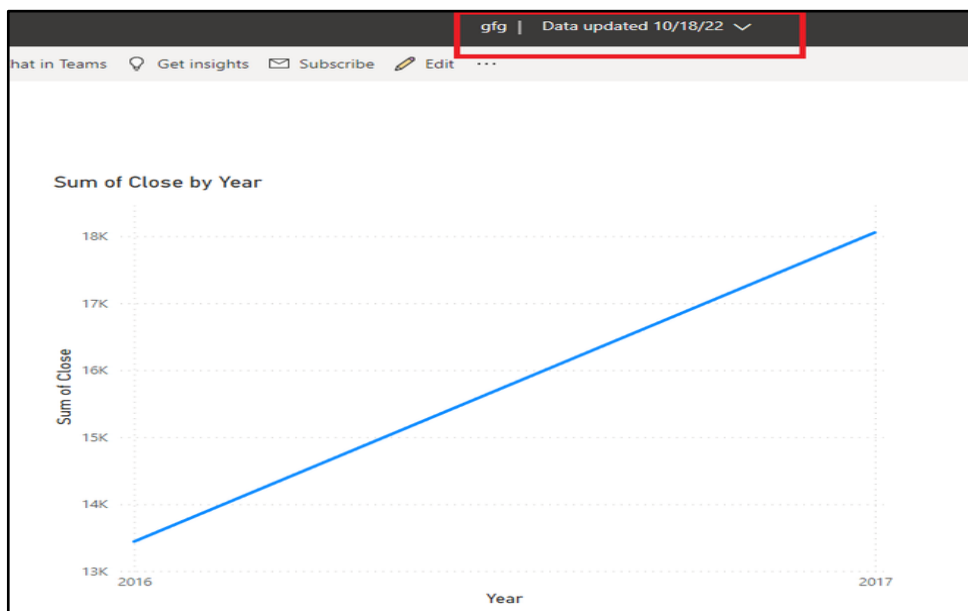 gfg | Data updated 10/18/22
hat in Teams Get insights Subscribe Edit ...
Sum of Close by Year
18K
17K
16K
15K
14K
13K
Sum of Close
2016 2017
Year